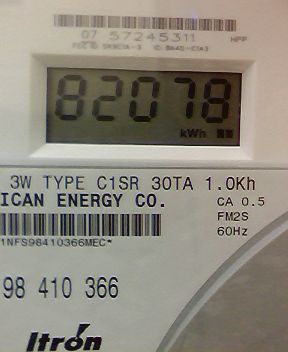 07 57245311
HPP
82078
kWh
3W TYPE C1SR 30TA 1.0Kh
ICAN ENERGY CO.
CA 0.5
FM2S
60Hz
1NFS98410366MEC*
98 410 366
Itron